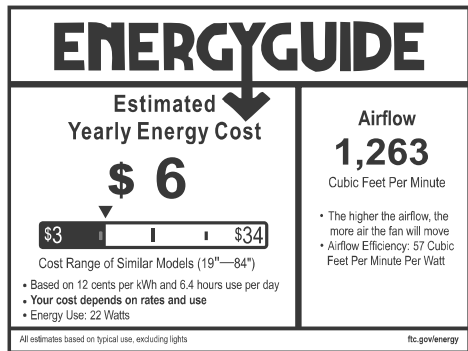 ENERGYGUIDE
Estimated
Yearly Energy Cost
$ 6
$3
$34
Cost Range of Similar Models (19"—84")
• Based on 12 cents per kWh and 6.4 hours use per day
• Your cost depends on rates and use
• Energy Use: 22 Watts
Airflow
1,263
Cubic Feet Per Minute
• The higher the airflow, the
more air the fan will move
• Airflow Efficiency: 57 Cubic
Feet Per Minute Per Watt
All estimates based on typical use, excluding lights
ftc.gov/energy